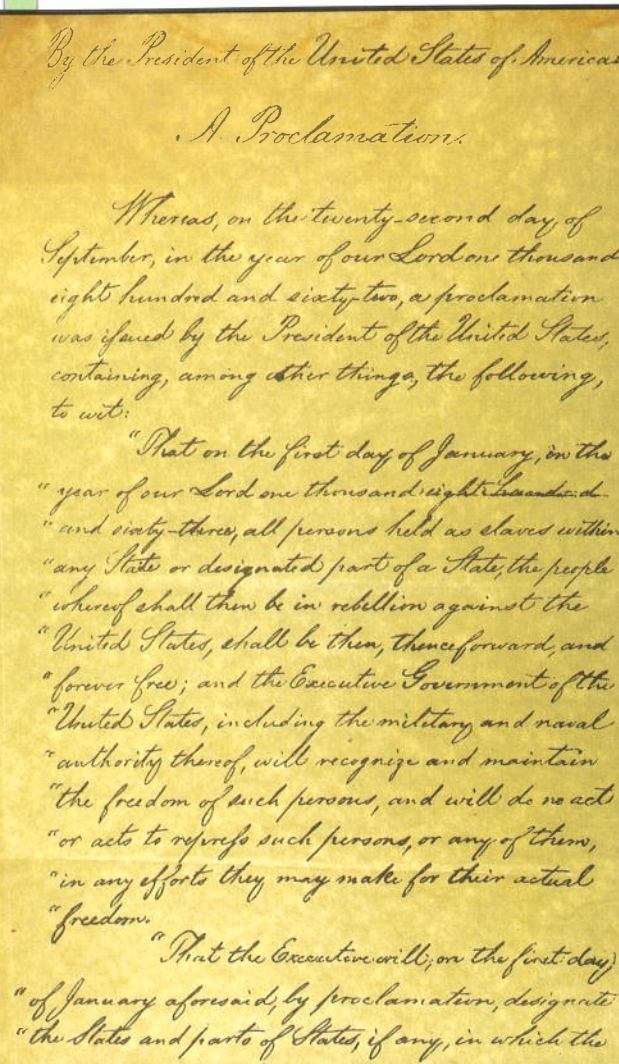 By the President of the United States of America:
A Proclamation.
Whereas, on the twenty-second day of
September, in the year of our Lord one thousand
eight hundred and sixty-two, a proclamation
was issued by the President of the United States,
containing, among other things, the following,
to wit:
"That on the first day of January, in the
"year of our Lord one thousand eight hundred
"and sixty-three, all persons held as slaves within
"any State or designated part of a State, the people
"whereof shall then be in rebellion against the
"United States, shall be then, thenceforward, and
"forever free; and the Executive Government of the
"United States, including the military and naval
"authority thereof, will recognize and maintain
"the freedom of such persons, and will do no act
"or acts to repress such persons, or any of them,
"in any efforts they may make for their actual
"freedom.
"That the Executive will, on the first day
"of January aforesaid, by proclamation, designate
"the States and parts of States, if any, in which the